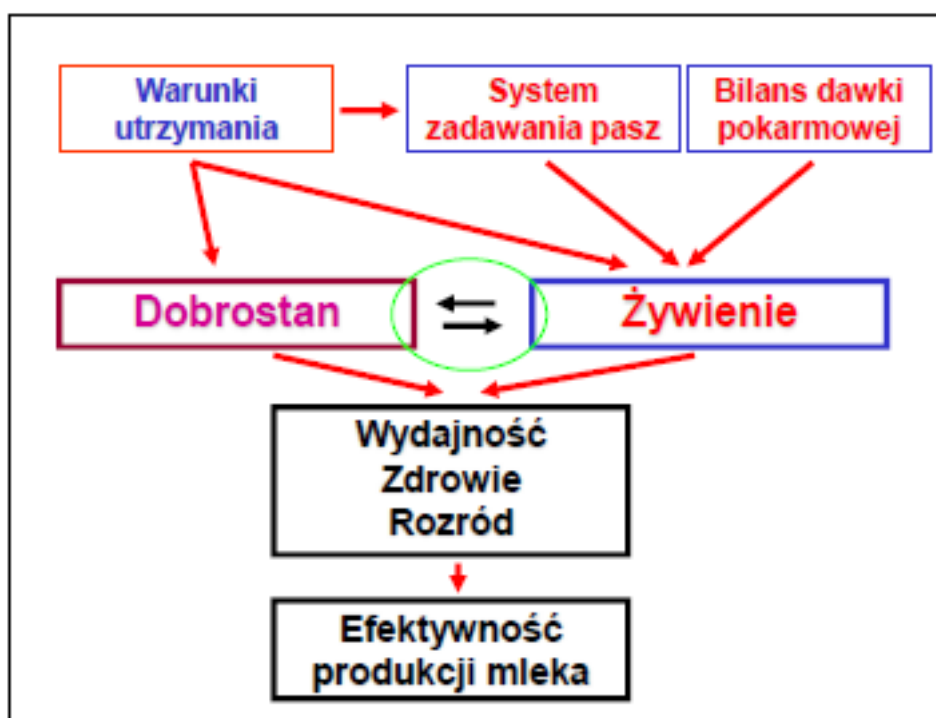 Warunki
utrzymania
System
zadawania pasz
Bilans dawki
pokarmowej
Dobrostan
Żywienie
Wydajność
Zdrowie
Rozród
Efektywność
produkcji mleka